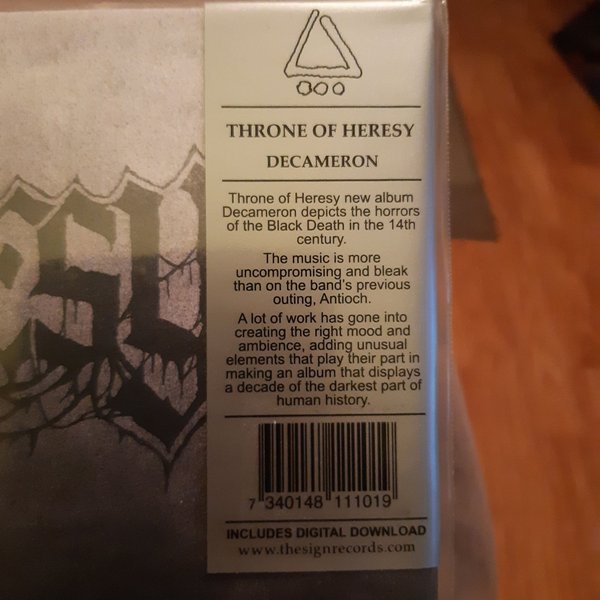 THRONE OF HERESY
DECAMERON
Throne of Heresy new album
Decameron depicts the horrors
of the Black Death in the 14th
century.
The music is more
uncompromising and bleak
than on the band's previous
outing, Antioch.
A lot of work has gone into
creating the right mood and
ambience, adding unusual
elements that play their part in
making an album that displays
a decade of the darkest part of
human history.
7 340148 111019
INCLUDES DIGITAL DOWNLOAD
www.thesignrecords.com